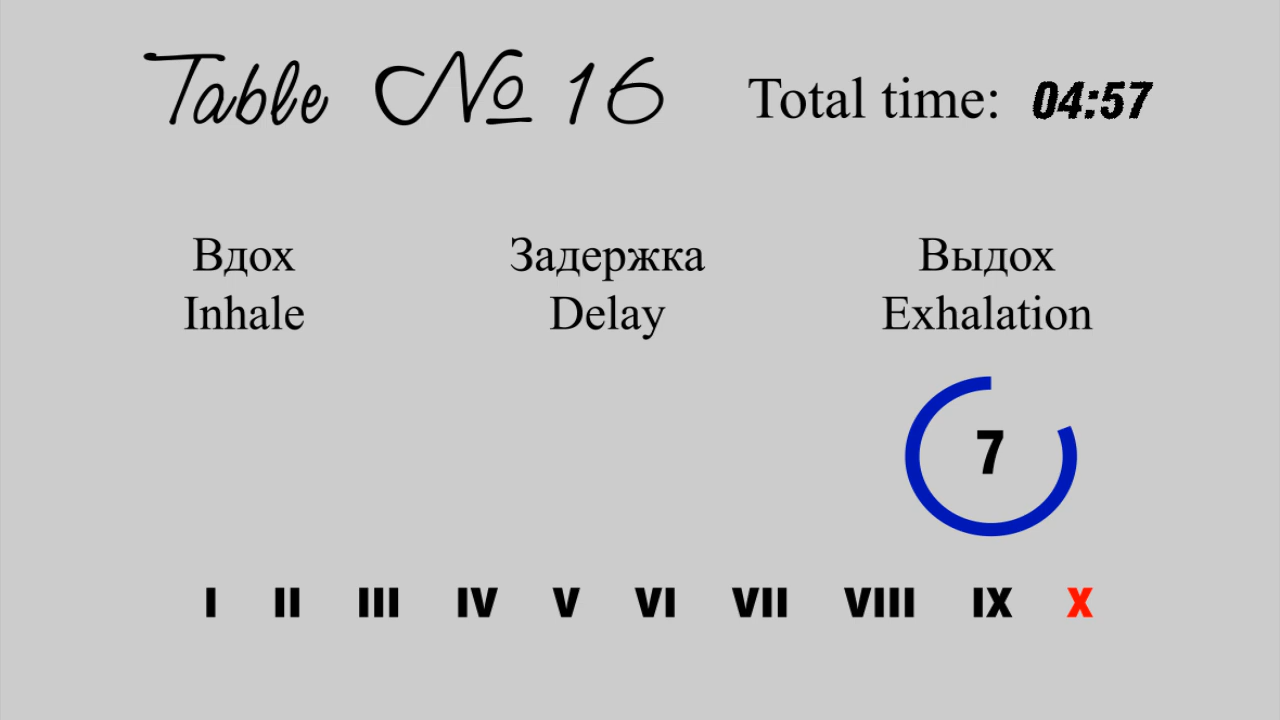 Table № 16 Total time: 04:57
Вдох Задержка Выдох
Inhale Delay Exhalation
7
I II III IV V VI VII VIII IX X